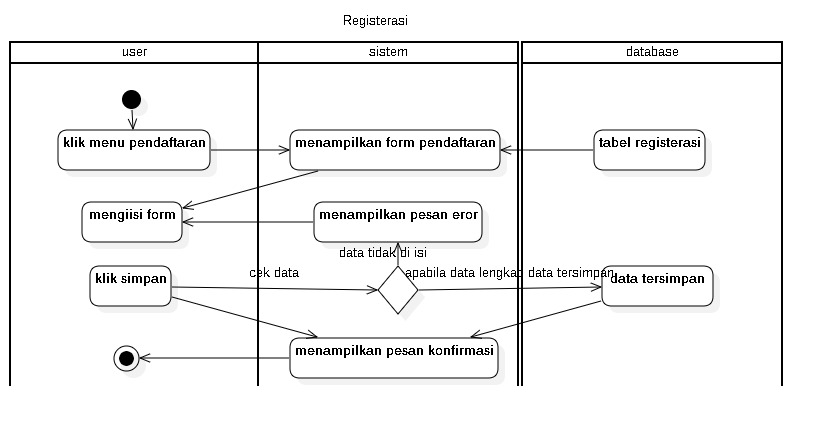 Registerasi
user
sistem
database
klik menu pendaftaran
menampilkan form pendaftaran
tabel registerasi
mengiisi form
menampilkan pesan eror
data tidak di isi
cek data
apabila data lengkap data tersimpan
klik simpan
data tersimpan
menampilkan pesan konfirmasi